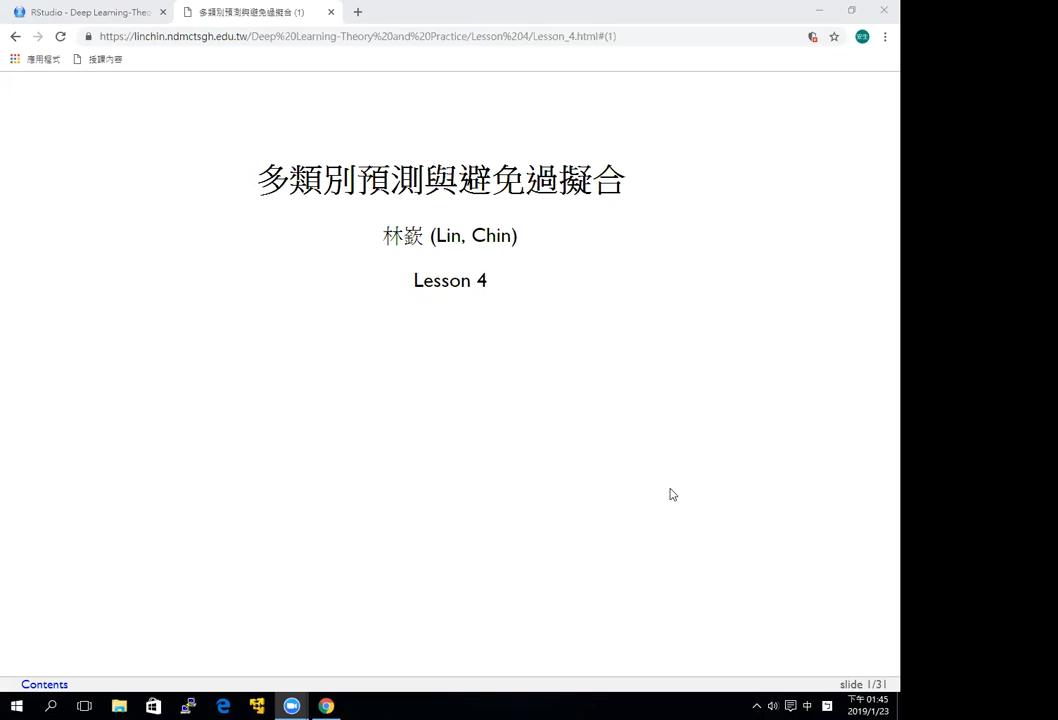 RStudio - Deep Learning-Theo
多類別預測與避免過擬合 (1)
https://linchin.ndmctsgh.edu.tw/Deep%20Learning-Theory%20and%20Practice/Lesson%204/Lesson_4.html#(1)
安生
應用程式 授課內容
多類別預測與避免過擬合
林嶔 (Lin, Chin)
Lesson 4
Contents
slide 1/31
中
下午 01:45
2019/1/23